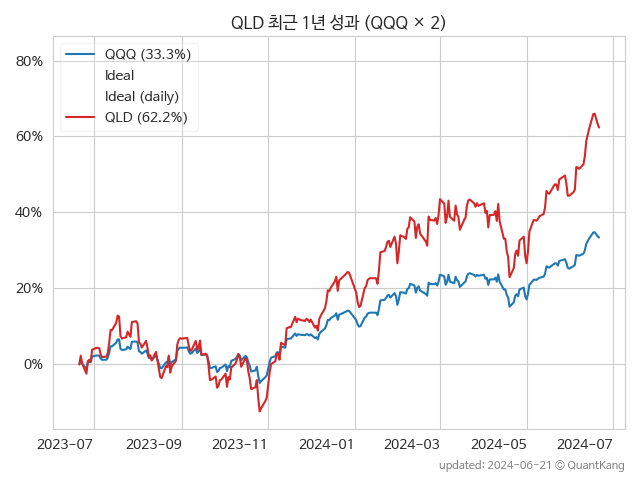 QLD 최근 1년 성과 (QQQ × 2)
80%
60%
40%
20%
0%
QQQ (33.3%)
Ideal
Ideal (daily)
QLD (62.2%)
2023-07 2023-09 2023-11 2024-01 2024-03 2024-05 2024-07
updated: 2024-06-21 © QuantKang